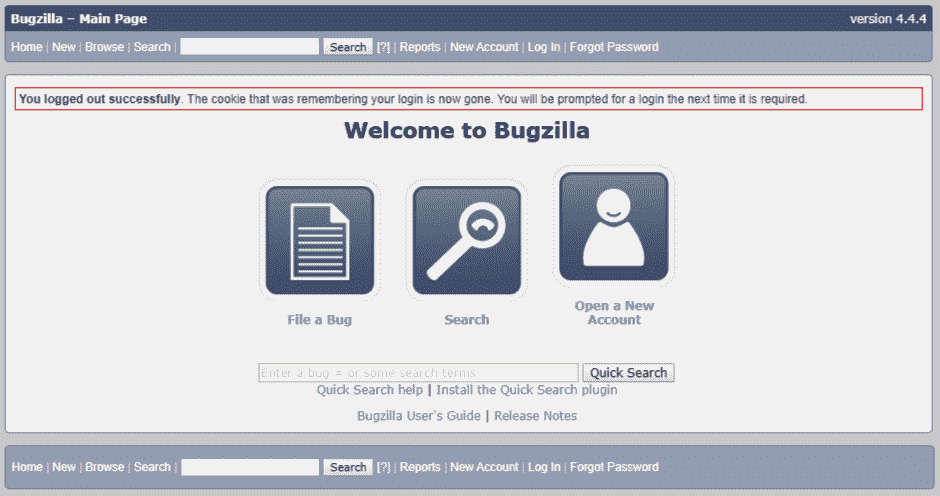 Bugzilla – Main Page version 4.4.4
Home | New | Browse | Search | Search [?] | Reports | New Account | Log In | Forgot Password
You logged out successfully. The cookie that was remembering your login is now gone. You will be prompted for a login the next time it is required.
Welcome to Bugzilla
File a Bug
Search
Open a New
Account
Enter a bug # or some search terms Quick Search
Quick Search help | Install the Quick Search plugin
Bugzilla User's Guide | Release Notes
Home | New | Browse | Search | Search [?] | Reports | New Account | Log In | Forgot Password